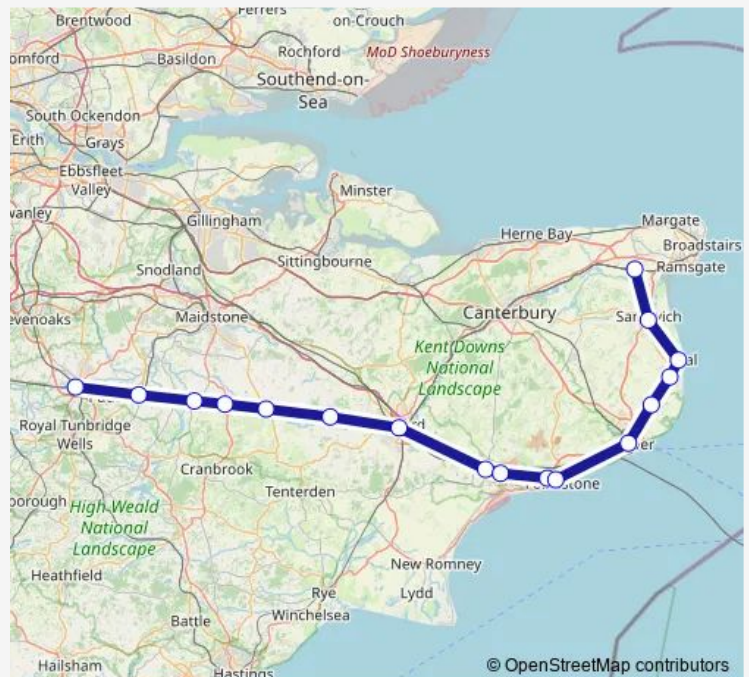 Brentwood
Ferrers
on-Crouch
Rochford
MoD Shoeburyness
omford
Basildon
Southend-on-
Sea
South Ockendon
Erith
Grays
Ebbsfleet
Valley
Minster
wanley
Gillingham
Margate
Herne Bay
Broadstairs
Sittingbourne
Snodland
Ramsgate
evenoaks
Maidstone
Canterbury
Kent Downs
National
Landscape
Royal Tunbridge
Wells
Cranbrook
Tenterden
borough
High Weald
National
Landscape
New Romney
Heathfield
Rye
Lydd
Winchelsea
Battle
Hailsham
Hastings
© OpenStreetMap contributors